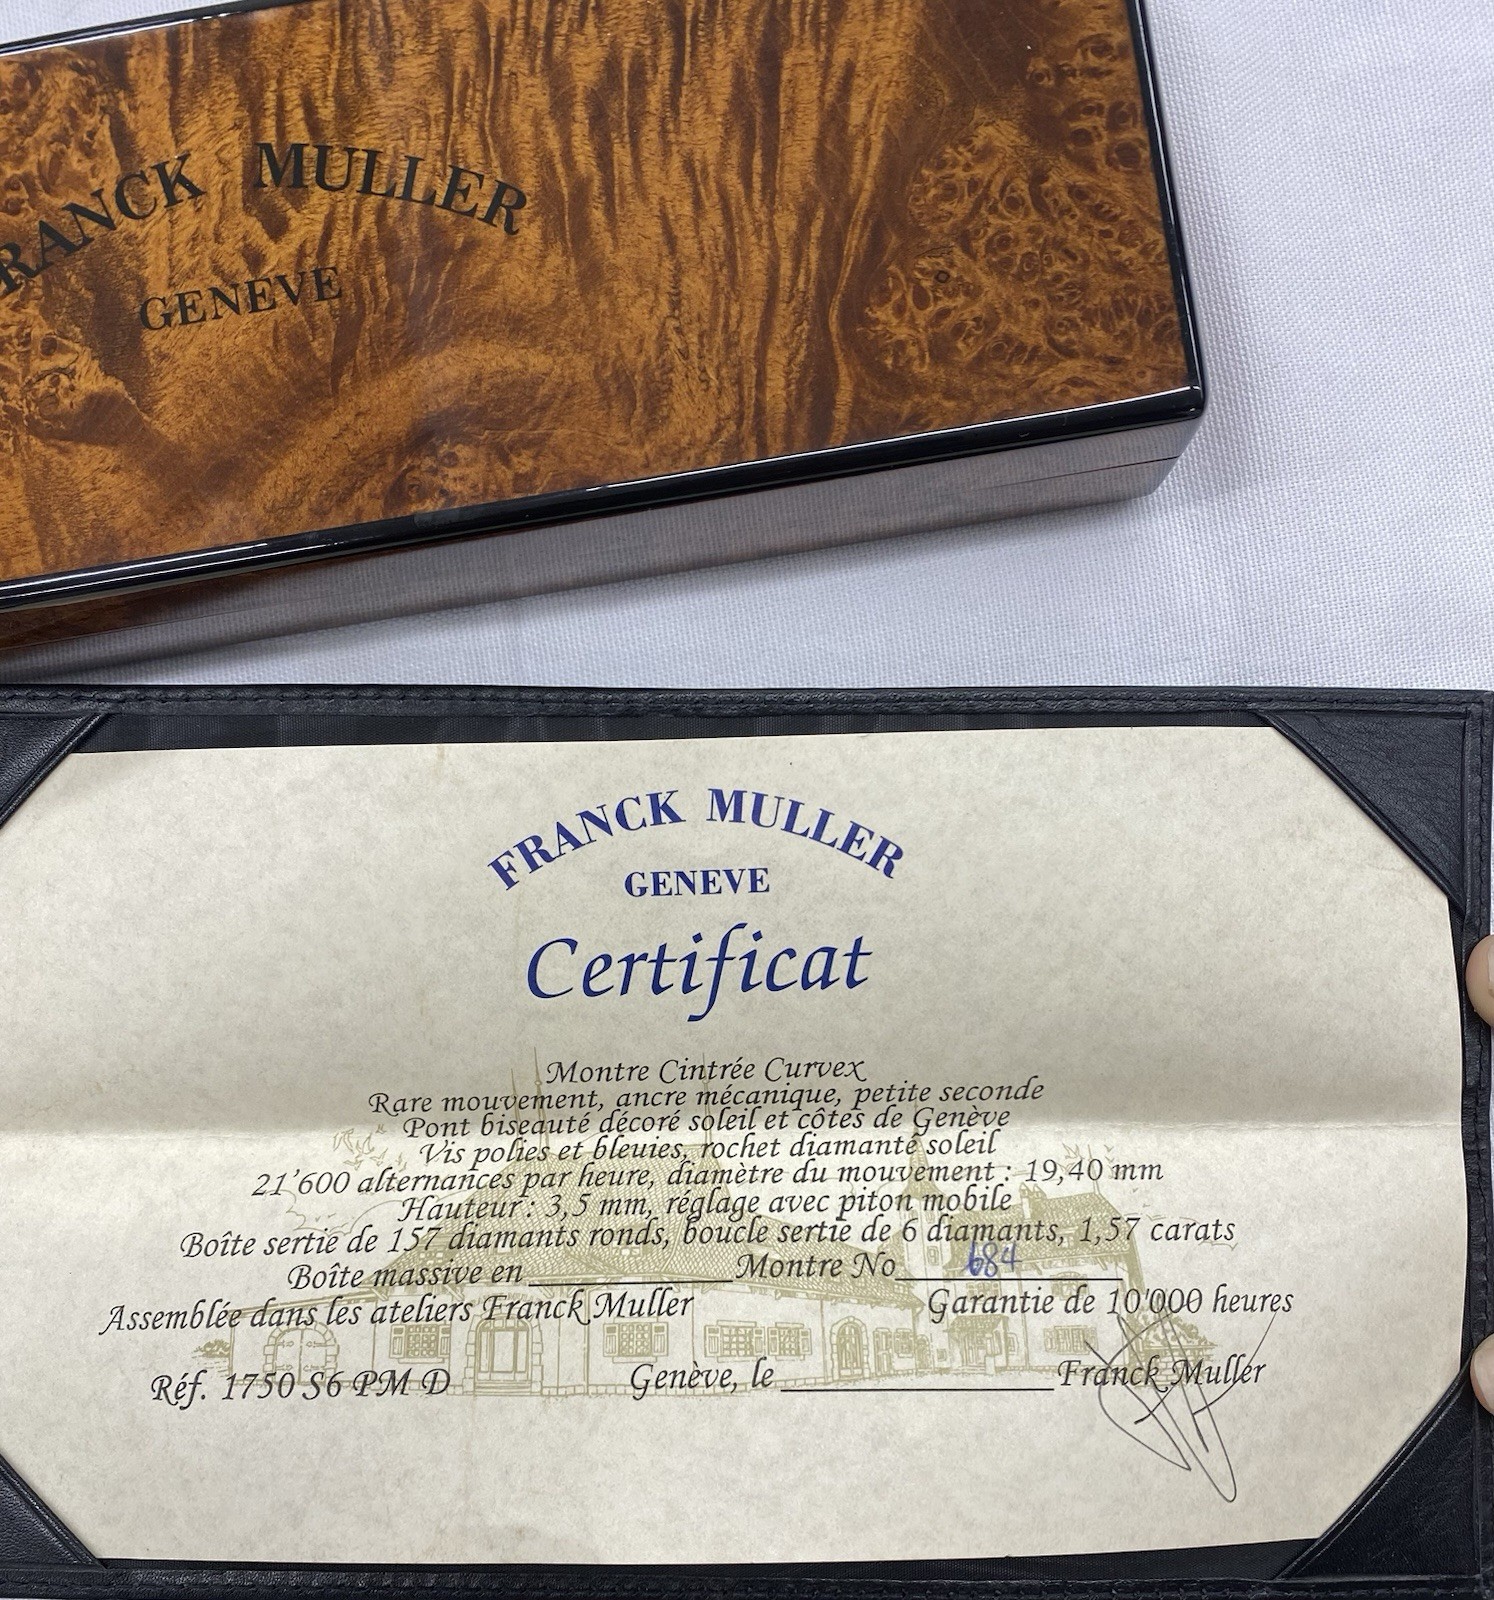 RANCK MULLER
GENEVE
FRANCK MULLER
GENEVE
Certificat
Montre Cintrée Curvex
Rare mouvement, ancre mécanique, petite seconde
Pont biseauté décoré soleil et côtes de Genève
Vis polies et bleuies, rochet diamanté soleil
21'600 alternances par heure, diamètre du mouvement : 19,40 mm
Hauteur : 3,5 mm, réglage avec piton mobile
Boîte sertie de 157 diamants ronds, boucle sertie de 6 diamants, 1,57 carats
Boîte massive en Montre No 684
Assemblée dans les ateliers Franck Muller Garantie de 10'000 heures
Réf. 1750 S6 PM D Genève, le Franck Muller